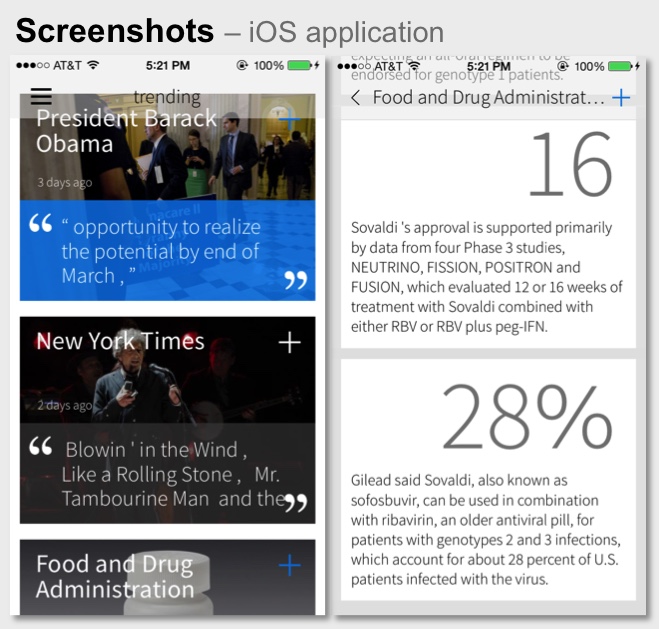 Screenshots – iOS application
AT&T 5:21 PM 100%
trending
President Barack
Obama
3 days ago
“ “ opportunity to realize
the potential by end of
March , ” ”
New York Times
2 days ago
“ Blowin ' in the Wind ,
Like a Rolling Stone , Mr.
Tambourine Man and the ”
Food and Drug
Administration
expecting an all-oral regimen to be
AT&T 5:21 PM 100%
endorsed for genotype 1 patients.
Food and Drug Administrat...
16
Sovaldi 's approval is supported primarily
by data from four Phase 3 studies,
NEUTRINO, FISSION, POSITRON and
FUSION, which evaluated 12 or 16 weeks of
treatment with Sovaldi combined with
either RBV or RBV plus peg-IFN.
28%
Gilead said Sovaldi, also known as
sofosbuvir, can be used in combination
with ribavirin, an older antiviral pill, for
patients with genotypes 2 and 3 infections,
which account for about 28 percent of U.S.
patients infected with the virus.